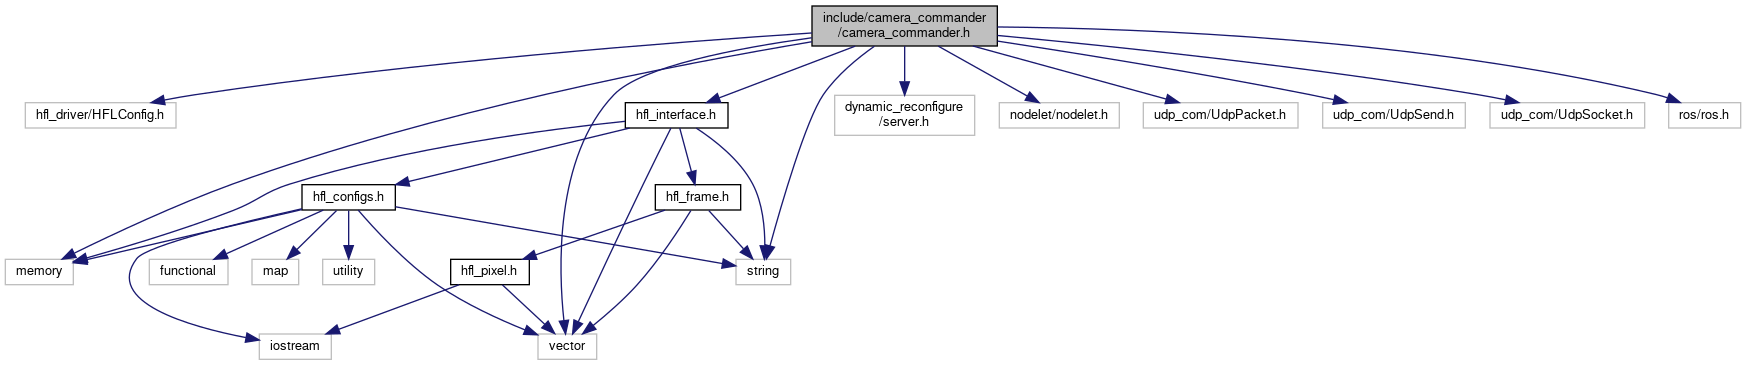 include/camera_commander
/camera_commander.h
hfl_driver/HFLConfig.h
hfl_interface.h
dynamic_reconfigure
/server.h
nodelet/nodelet.h
udp_com/UdpPacket.h
udp_com/UdpSend.h
udp_com/UdpSocket.h
ros/ros.h
hfl_configs.h
hfl_frame.h
memory
functional
map
utility
hfl_pixel.h
string
iostream
vector